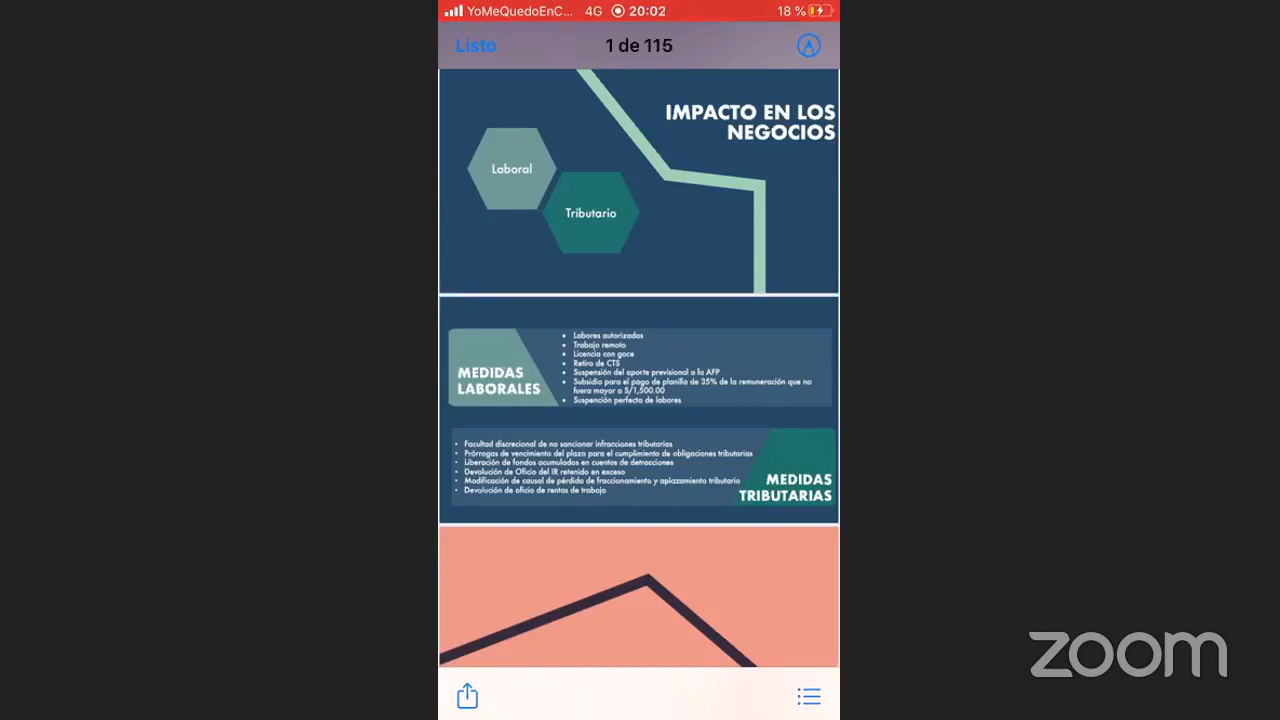 YoMeQuedoEnC... 4G 20:02 18 %
Listo 1 de 115
IMPACTO EN LOS
NEGOCIOS
Laboral
Tributario
MEDIDAS
LABORALES
• Labores autorizadas
• Trabajo remoto
• Licencia con goce
• Retiro de CTS
• Suspensión del aporte previsional a la AFP
• Subsidio para el pago de planilla de 35% de la remuneración que no
fuera mayor a S/1,500.00
• Suspención perfecta de labores
• Facultad discrecional de no sancionar infracciones tributarias
• Prórrogas de vencimiento del plazo para el cumplimiento de obligaciones tributarias
• Liberación de fondos acumulados en cuentas de detracciones
• Devolución de Oficio del IR retenido en exceso
• Modificación de causal de pérdida de fraccionamiento y aplazamiento tributario
• Devolución de oficio de rentas de trabajo
MEDIDAS
TRIBUTARIAS
zoom